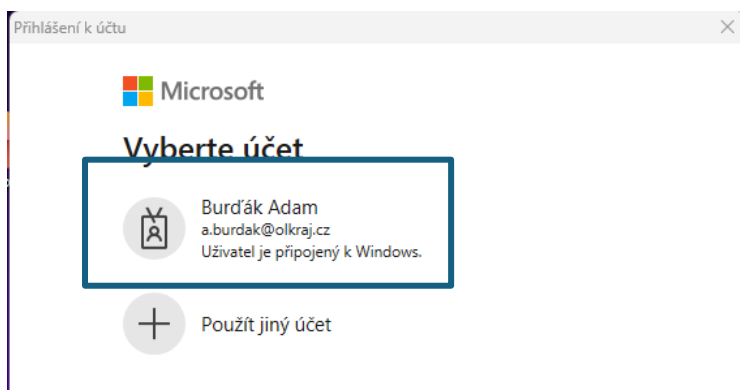 Přihlášení k účtu
Microsoft
Vyberte účet
Burďák Adam
a.burdak@olkraj.cz
Uživatel je připojený k Windows.
Použít jiný účet